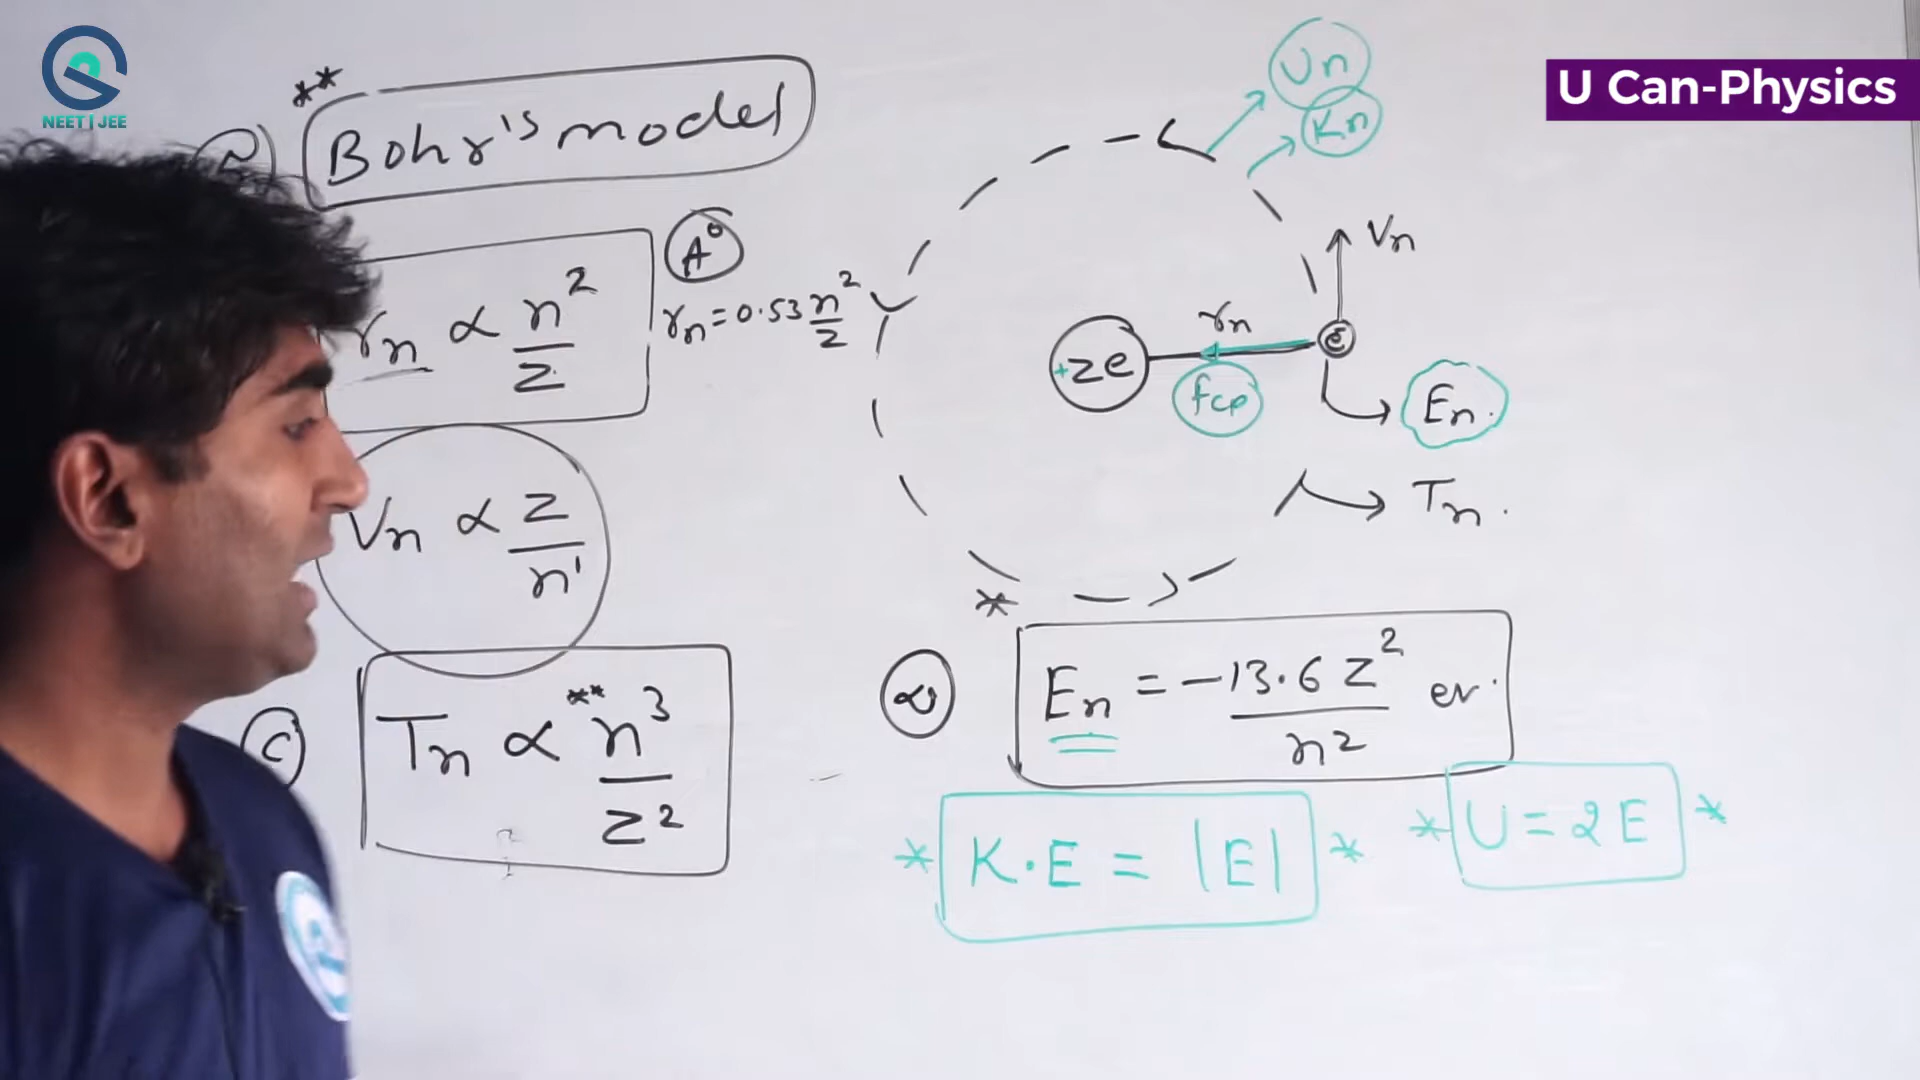 NEET | JEE
U Can-Physics
**
Bohr's model
Un
Kn
rn ∝ n²/z
A°
rn = 0.53 n²/z
Vn
rn
+ze
e
fcp
En.
Tn.
Vn ∝ z/n¹
*
c) Tn ∝ **n³/z²
En = -13.6 z²/n² ev.
* K.E = |E| *
* U = 2E *